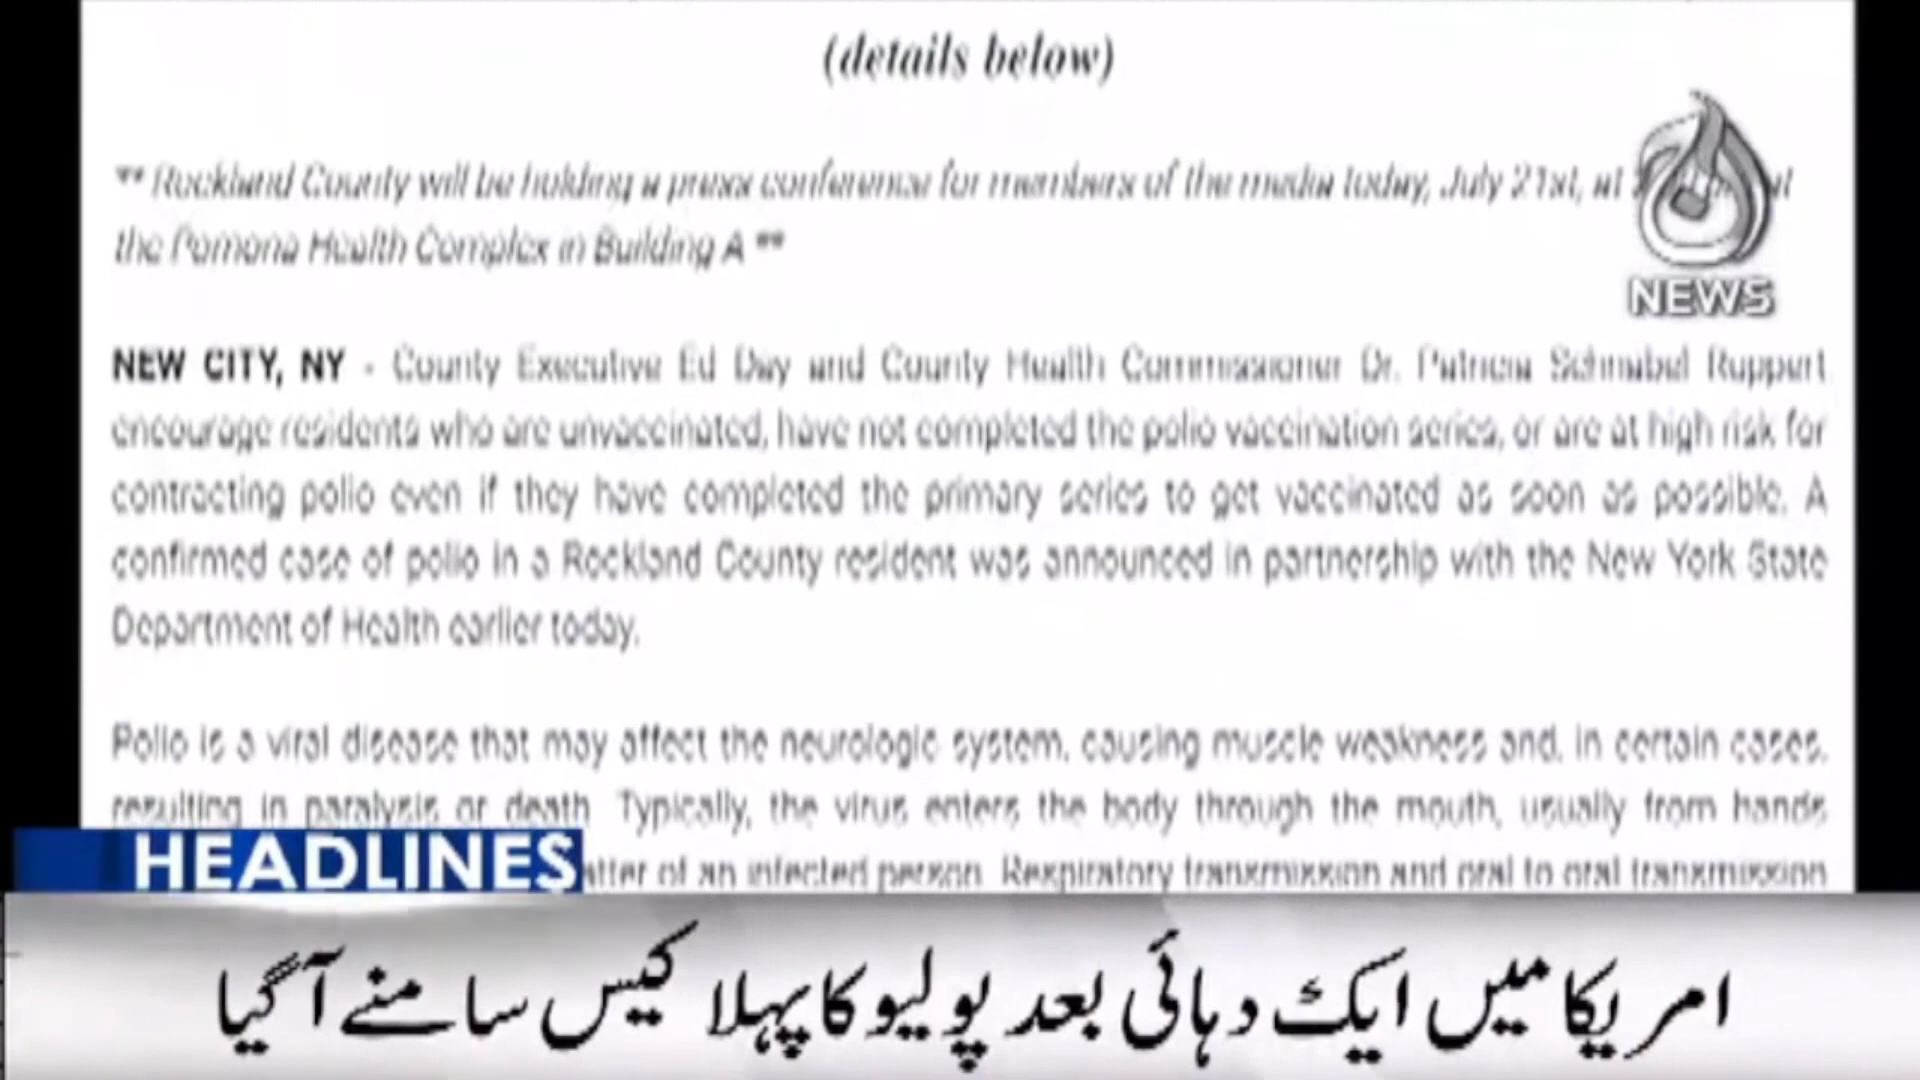 (details below)
** Rockland County will be holding a press conference for members of the media today, July 21st, at
the Pomona Health Complex in Building A **
NEWS
NEW CITY, NY - County Executive Ed Day and County Health Commissioner Dr. Patricia Schnabel Ruppert
encourage residents who are unvaccinated, have not completed the polio vaccination series, or are at high risk for
contracting polio even if they have completed the primary series to get vaccinated as soon as possible. A
confirmed case of polio in a Rockland County resident was announced in partnership with the New York State
Department of Health earlier today.
Polio is a viral disease that may affect the neurologic system, causing muscle weakness and, in certain cases,
resulting in paralysis or death. Typically, the virus enters the body through the mouth, usually from hands
HEADLINES
of an infected person. Respiratory transmission and oral to oral transmission
امریکا میں ایک دہائی بعد پولیو کا پہلا کیس سامنے آگیا